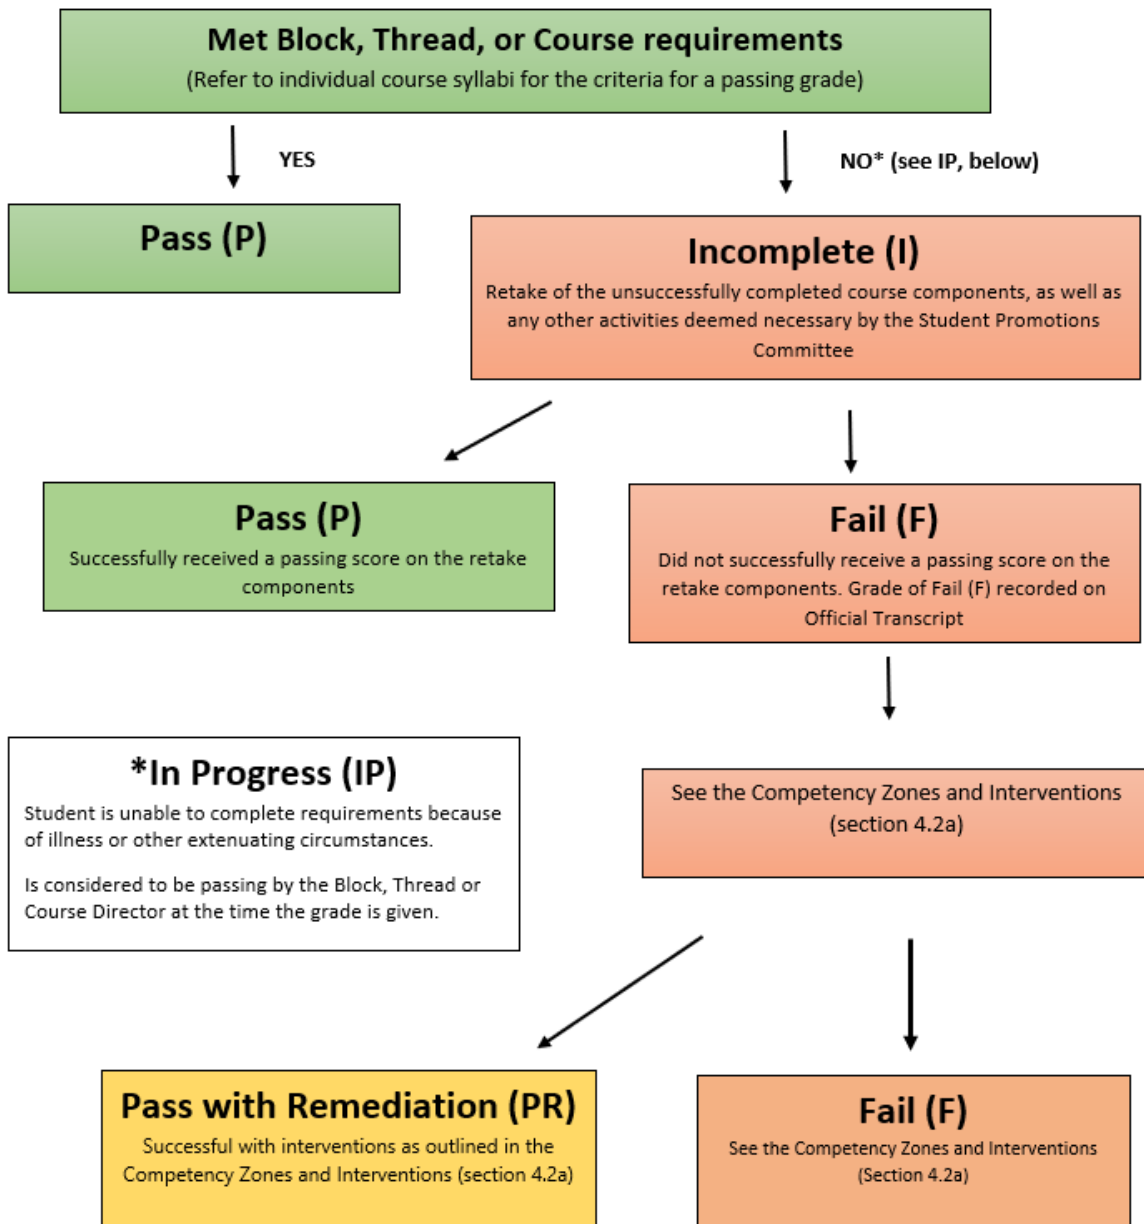 Met Block, Thread, or Course requirements
(Refer to individual course syllabi for the criteria for a passing grade)
YES
NO* (see IP, below)
Pass (P)
Incomplete (I)
Retake of the unsuccessfully completed course components, as well as
any other activities deemed necessary by the Student Promotions
Committee
Pass (P)
Successfully received a passing score on the retake
components
Fail (F)
Did not successfully receive a passing score on the
retake components. Grade of Fail (F) recorded on
Official Transcript
*In Progress (IP)
Student is unable to complete requirements because
of illness or other extenuating circumstances.
Is considered to be passing by the Block, Thread or
Course Director at the time the grade is given.
See the Competency Zones and Interventions
(section 4.2a)
Pass with Remediation (PR)
Successful with interventions as outlined in the
Competency Zones and Interventions (section 4.2a)
Fail (F)
See the Competency Zones and Interventions
(Section 4.2a)